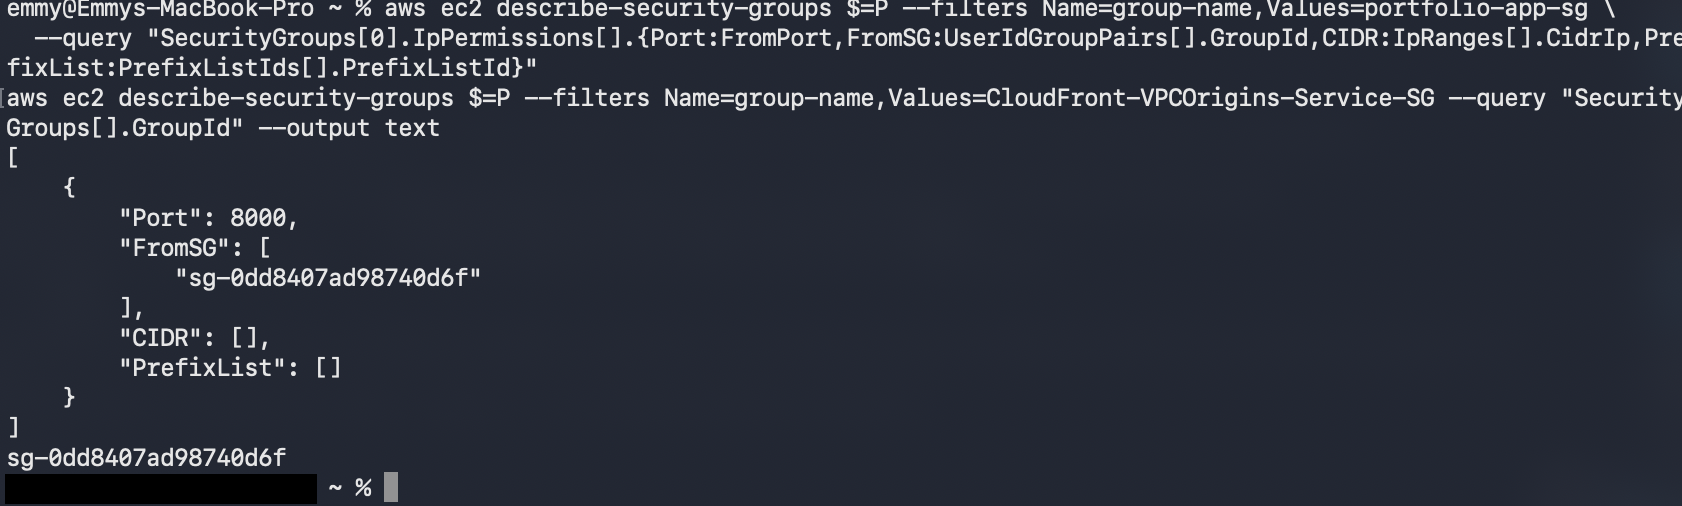 emmy@Emmys-MacBook-Pro ~ % aws ec2 describe-security-groups $=P --filters Name=group-name,Values=portfolio-app-sg \
  --query "SecurityGroups[0].IpPermissions[].{Port:FromPort,FromSG:UserIdGroupPairs[].GroupId,CIDR:IpRanges[].CidrIp,Pre
fixList:PrefixListIds[].PrefixListId}"
[aws ec2 describe-security-groups $=P --filters Name=group-name,Values=CloudFront-VPCOrigins-Service-SG --query "Security
Groups[].GroupId" --output text
[
    {
        "Port": 8000,
        "FromSG": [
            "sg-0dd8407ad98740d6f"
        ],
        "CIDR": [],
        "PrefixList": []
    }
]
sg-0dd8407ad98740d6f
~ %